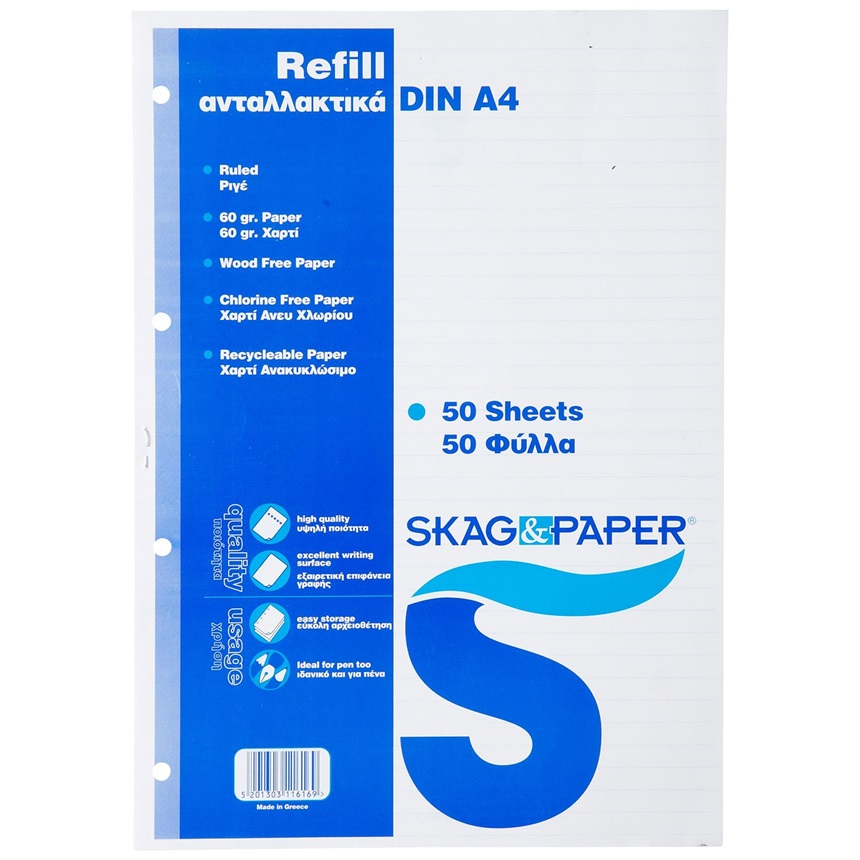 Refill
ανταλλακτικά DIN A4
Ruled
Ριγέ
60 gr. Paper
60 gr. Χαρτί
Wood Free Paper
Chlorine Free Paper
Χαρτί Ανευ Χλωρίου
Recycleable Paper
Χαρτί Ανακυκλώσιμο
50 Sheets
50 Φύλλα
quality
ποιότητα
high quality
υψηλή ποιότητα
excellent writing
surface
εξαιρετική επιφάνεια
γραφής
usage
χρήση
easy storage
εύκολη αρχειοθέτηση
Ideal for pen too
ιδανικό και για πένα
SKAG&PAPER®
5 201303 116169 >
Made in Greece